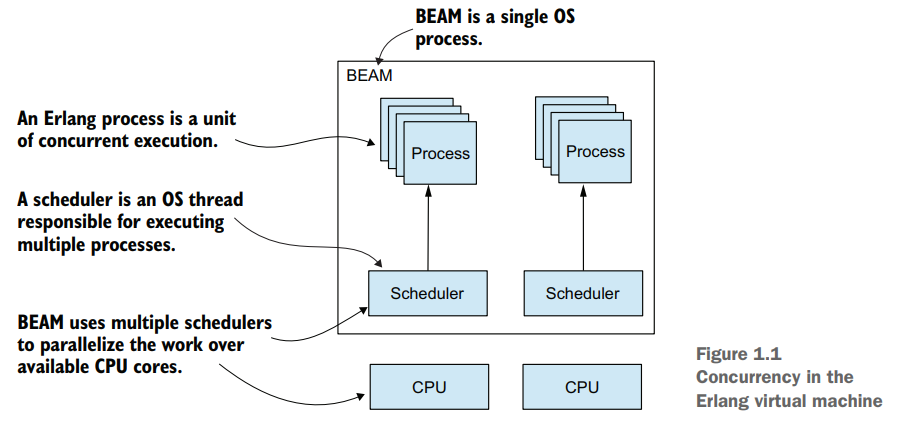 BEAM is a single OS
process.
BEAM
An Erlang process is a unit
of concurrent execution.
Process
Process
A scheduler is an OS thread
responsible for executing
multiple processes.
Scheduler
Scheduler
BEAM uses multiple schedulers
to parallelize the work over
available CPU cores.
CPU
CPU
Figure 1.1
Concurrency in the
Erlang virtual machine